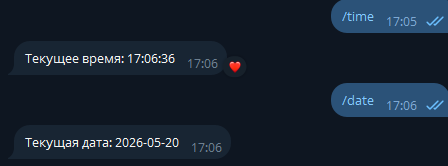 /time 17:05
Текущее время: 17:06:36 17:06
/date 17:06
Текущая дата: 2026-05-20 17:06